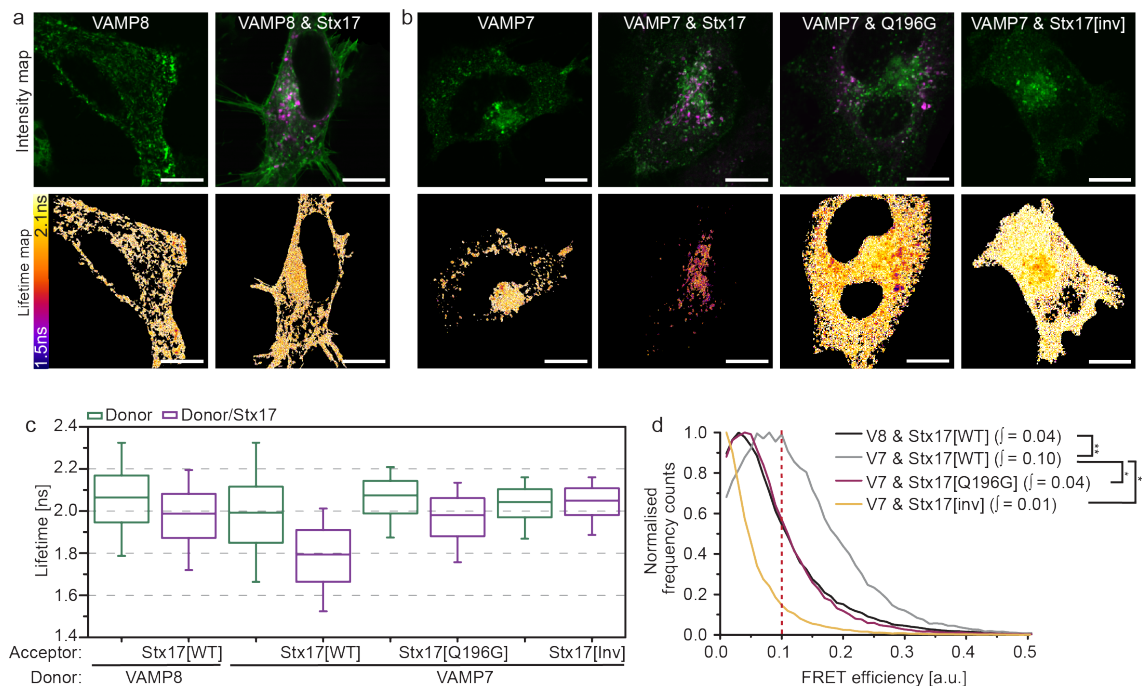 a
VAMP8
VAMP8 & Stx17
b
VAMP7
VAMP7 & Stx17
VAMP7 & Q196G
VAMP7 & Stx17[inv]
Intensity map
Lifetime map
2.1ns
1.5ns
c
Donor
Donor/Stx17
Lifetime [ns]
2.4
2.2
2.0
1.8
1.6
1.4
Acceptor:
Stx17[WT]
Stx17[WT]
Stx17[Q196G]
Stx17[Inv]
Donor:
VAMP8
VAMP7
d
Normalised
frequency counts
1.0
0.8
0.6
0.4
0.2
0.0
V8 & Stx17[WT] (∫ = 0.04)
V7 & Stx17[WT] (∫ = 0.10)
V7 & Stx17[Q196G] (∫ = 0.04)
V7 & Stx17[inv] (∫ = 0.01)
**
*
*
0.0
0.1
0.2
0.3
0.4
0.5
FRET efficiency [a.u.]